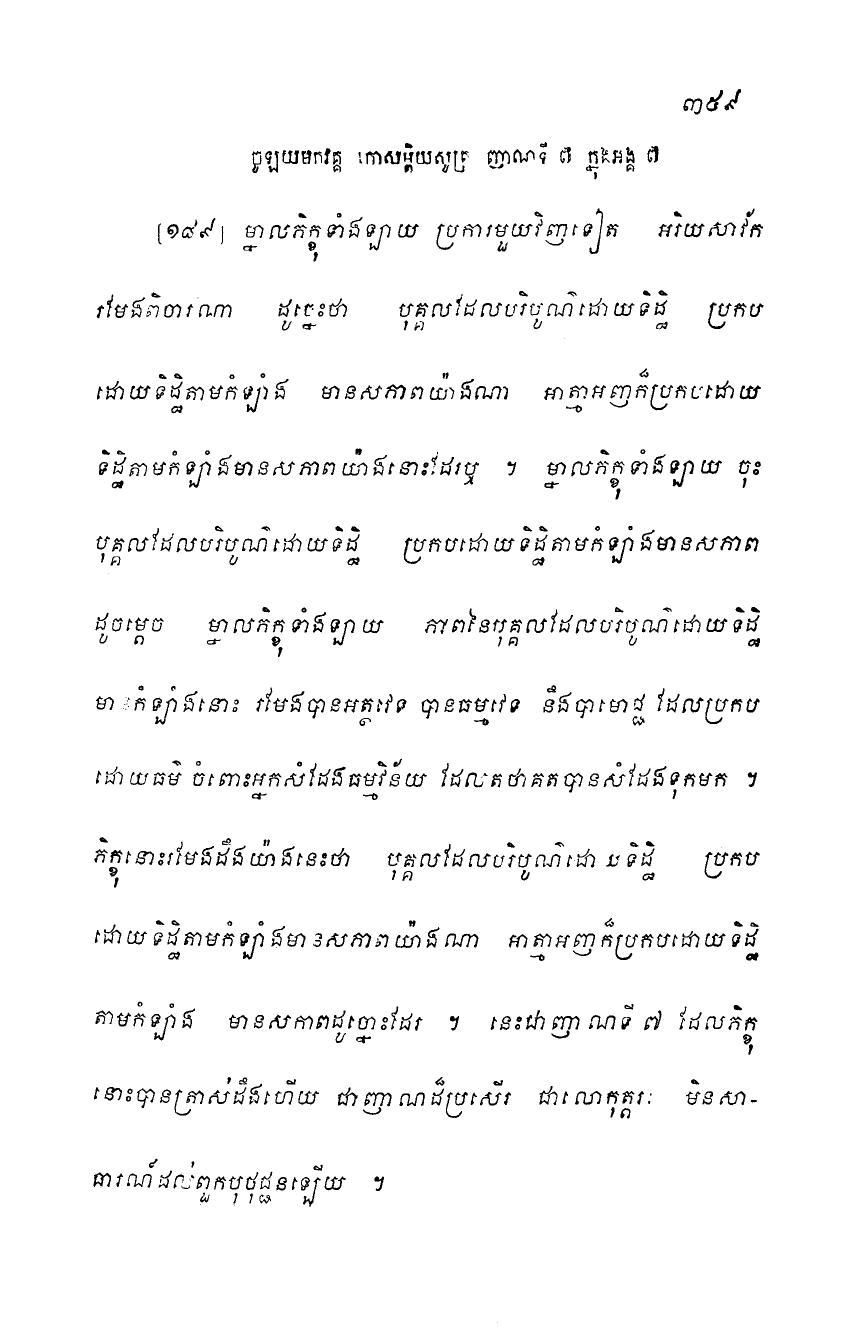 ៣៥៩
ចូឡយមកវគ្គ កោសម្ពិយសូត្រ ញាណទី ៧ ក្នុងអង្គ ៧
[១៤៩] ម្នាលភិក្ខុទាំងឡាយ ប្រការមួយវិញទៀត អរិយសាវ័ក
រមែងពិចារណា ដូច្នេះថា បុគ្គលដែលបរិបូណ៌ដោយទិដ្ឋិ ប្រកប
ដោយទិដ្ឋិតាមកំឡាំង មានសភាពយ៉ាងណា អាត្មាអញក៏ប្រកបដោយ
ទិដ្ឋិតាមកំឡាំងមានសភាពយ៉ាងនោះដែរឬ ។ ម្នាលភិក្ខុទាំងឡាយ ចុះ
បុគ្គលដែលបរិបូណ៌ដោយទិដ្ឋិ ប្រកបដោយទិដ្ឋិតាមកំឡាំងមានសភាព
ដូចម្តេច ម្នាលភិក្ខុទាំងឡាយ ភាពនៃបុគ្គលដែលបរិបូណ៌ដោយទិដ្ឋិ
មានកំឡាំងនោះ រមែងបានអត្ថវេទ បានធម្មវេទ នឹងបាមោជ្ជ ដែលប្រកប
ដោយធម៌ ចំពោះអ្នកសំដែងធម្មវិន័យ ដែលតថាគតបានសំដែងទុកមក ។
ភិក្ខុនោះរមែងដឹងយ៉ាងនេះថា បុគ្គលដែលបរិបូណ៌ដោយទិដ្ឋិ ប្រកប
ដោយទិដ្ឋិតាមកំឡាំងមានសភាពយ៉ាងណា អាត្មាអញក៏ប្រកបដោយទិដ្ឋិ
តាមកំឡាំង មានសភាពដូច្នោះដែរ ។ នេះជាញាណទី ៧ ដែលភិក្ខុ
នោះបានត្រាស់ដឹងហើយ ជាញាណដ៏ប្រសើរ ជាលោកុត្តរៈ មិនសា-
ធារណ៍ដល់ពួកបុថុជ្ជនឡើយ ។